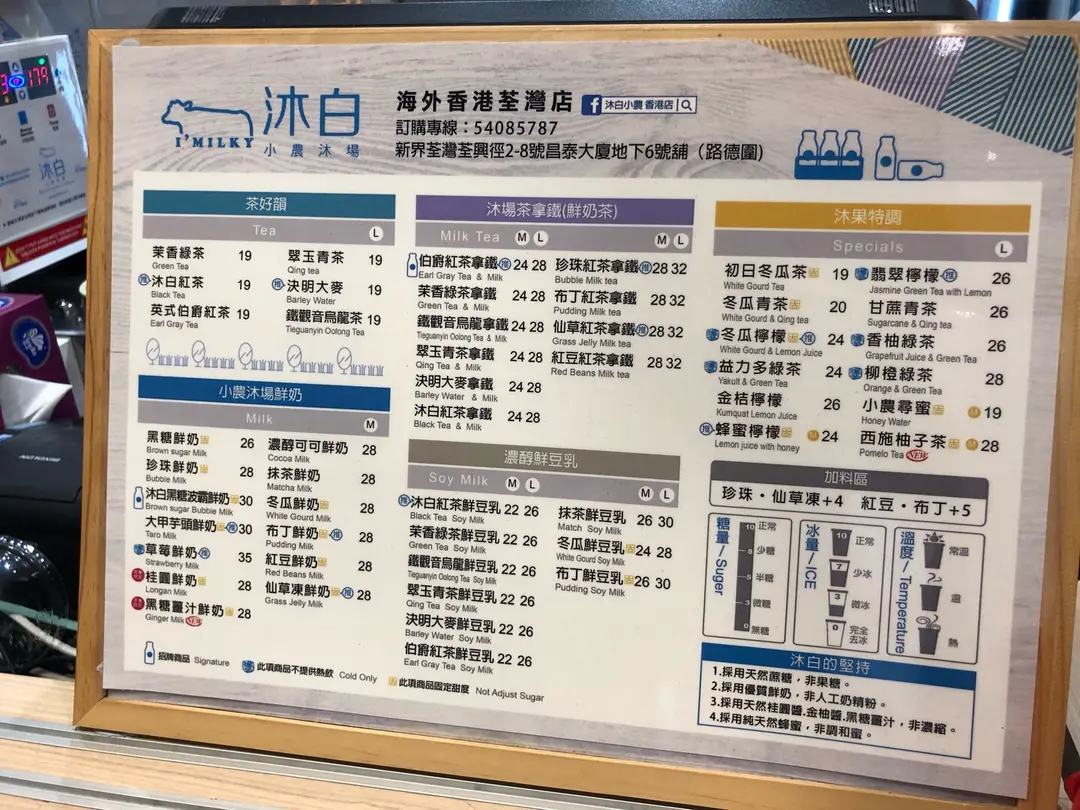 沐白
I'MILKY
小農沐場
海外香港荃灣店
f 沐白小農 香港店
訂購專線：54085787
新界荃灣荃興徑2-8號昌泰大廈地下6號舖（路德圍）
茶好韻
Tea L
茉香綠茶 19
Green Tea
推 沐白紅茶 19
Black Tea
英式伯爵紅茶 19
Earl Gray Tea
翠玉青茶 19
Qing tea
推 決明大麥 19
Barley Water
鐵觀音烏龍茶 19
Tieguanyin Oolong Tea
小農沐場鮮奶
Milk M
黑糖鮮奶 26
Brown sugar Milk
珍珠鮮奶 28
Bubble Milk
沐白黑糖波霸鮮奶 30
Brown sugar Bubble Milk
大甲芋頭鮮奶 推 30
Taro Milk
草莓鮮奶 推 35
Strawberry Milk
桂圓鮮奶 28
Longan Milk
黑糖薑汁鮮奶 28
Ginger Milk NEW
濃醇可可鮮奶 28
Cocoa Milk
抹茶鮮奶 28
Matcha Milk
冬瓜鮮奶 28
White Gourd Milk
布丁鮮奶 推 28
Pudding Milk
紅豆鮮奶 28
Red Beans Milk
仙草凍鮮奶 推 28
Grass Jelly Milk
沐場茶拿鐵(鮮奶茶)
Milk Tea M L M L
伯爵紅茶拿鐵 推 24 28
Earl Gray Tea & Milk
茉香綠茶拿鐵 24 28
Green Tea & Milk
鐵觀音烏龍拿鐵 24 28
Tieguanyin Oolong Tea & Milk
翠玉青茶拿鐵 24 28
Qing Tea & Milk
決明大麥拿鐵 24 28
Barley Water & Milk
沐白紅茶拿鐵 24 28
Black Tea & Milk
珍珠紅茶拿鐵 推 28 32
Bubble Milk tea
布丁紅茶拿鐵 28 32
Pudding Milk tea
仙草紅茶拿鐵 推 28 32
Grass Jelly Milk tea
紅豆紅茶拿鐵 28 32
Red Beans Milk tea
濃醇鮮豆乳
Soy Milk M L M L
推 沐白紅茶鮮豆乳 22 26
Black Tea Soy Milk
茉香綠茶鮮豆乳 22 26
Green Tea Soy Milk
鐵觀音烏龍鮮豆乳 22 26
Tieguanyin Oolong Tea Soy Milk
翠玉青茶鮮豆乳 22 26
Qing Tea Soy Milk
決明大麥鮮豆乳 22 26
Barley Water Soy Milk
伯爵紅茶鮮豆乳 22 26
Earl Gray Tea Soy Milk
抹茶鮮豆乳 26 30
Match Soy Milk
冬瓜鮮豆乳 24 28
White Gourd Soy Milk
布丁鮮豆乳 26 30
Pudding Soy Milk
沐果特調
Specials L
初日冬瓜茶 19
White Gourd Tea
冬瓜青茶 20
White Gourd & Qing tea
冬瓜檸檬 推 24
White Gourd & Lemon Juice
益力多綠茶 24
Yakult & Green Tea
金桔檸檬 26
Kumquat Lemon Juice
推 蜂蜜檸檬 M 24
Lemon juice with honey
翡翠檸檬 推 26
Jasmine Green Tea with Lemon
甘蔗青茶 26
Sugarcane & Qing tea
香柚綠茶 26
Grapefruit Juice & Green Tea
柳橙綠茶 28
Orange & Green Tea
小農尋蜜 M 19
Honey Water
西施柚子茶 M 28
Pomelo Tea NEW
加料區
珍珠・仙草凍+4 紅豆・布丁+5
糖量/Suger
10 正常
8 少糖
5 半糖
3 微糖
0 無糖
冰量/ICE
10 正常
7 少冰
3 微冰
0 完全去冰
溫度/Temperature
常溫
溫
熱
沐白的堅持
1.採用天然蔗糖，非果糖。
2.採用優質鮮奶，非人工奶精粉。
3.採用天然桂圓醬.金柚醬.黑糖薑汁，非濃縮。
4.採用純天然蜂蜜，非調和蜜。
招牌商品 Signature
此項商品不提供熱飲 Cold Only
此項商品固定甜度 Not Adjust Sugar
179
沐白